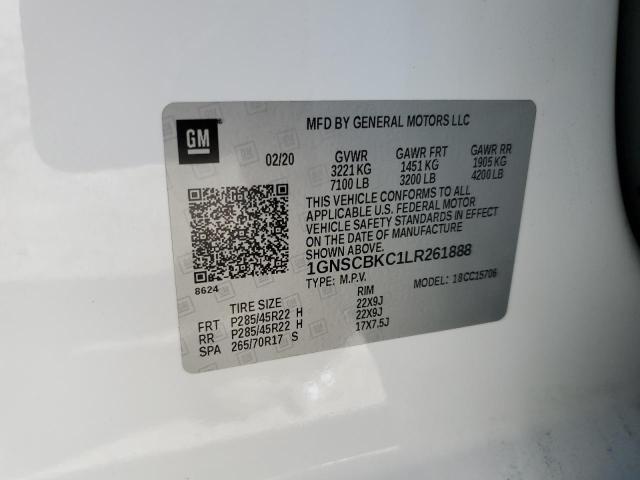 GM
MFD BY GENERAL MOTORS LLC
02/20 GVWR GAWR FRT GAWR RR
3221 KG 1451 KG 1905 KG
7100 LB 3200 LB 4200 LB
THIS VEHICLE CONFORMS TO ALL
APPLICABLE U.S. FEDERAL MOTOR
VEHICLE SAFETY STANDARDS IN EFFECT
ON THE DATE OF MANUFACTURE
SHOWN ABOVE.
1GNSCBKC1LR261888
8624
TYPE: M.P.V. MODEL: 18CC15706
TIRE SIZE RIM
FRT P285/45R22 H 22X9J
RR P285/45R22 H 22X9J
SPA 265/70R17 S 17X7.5J